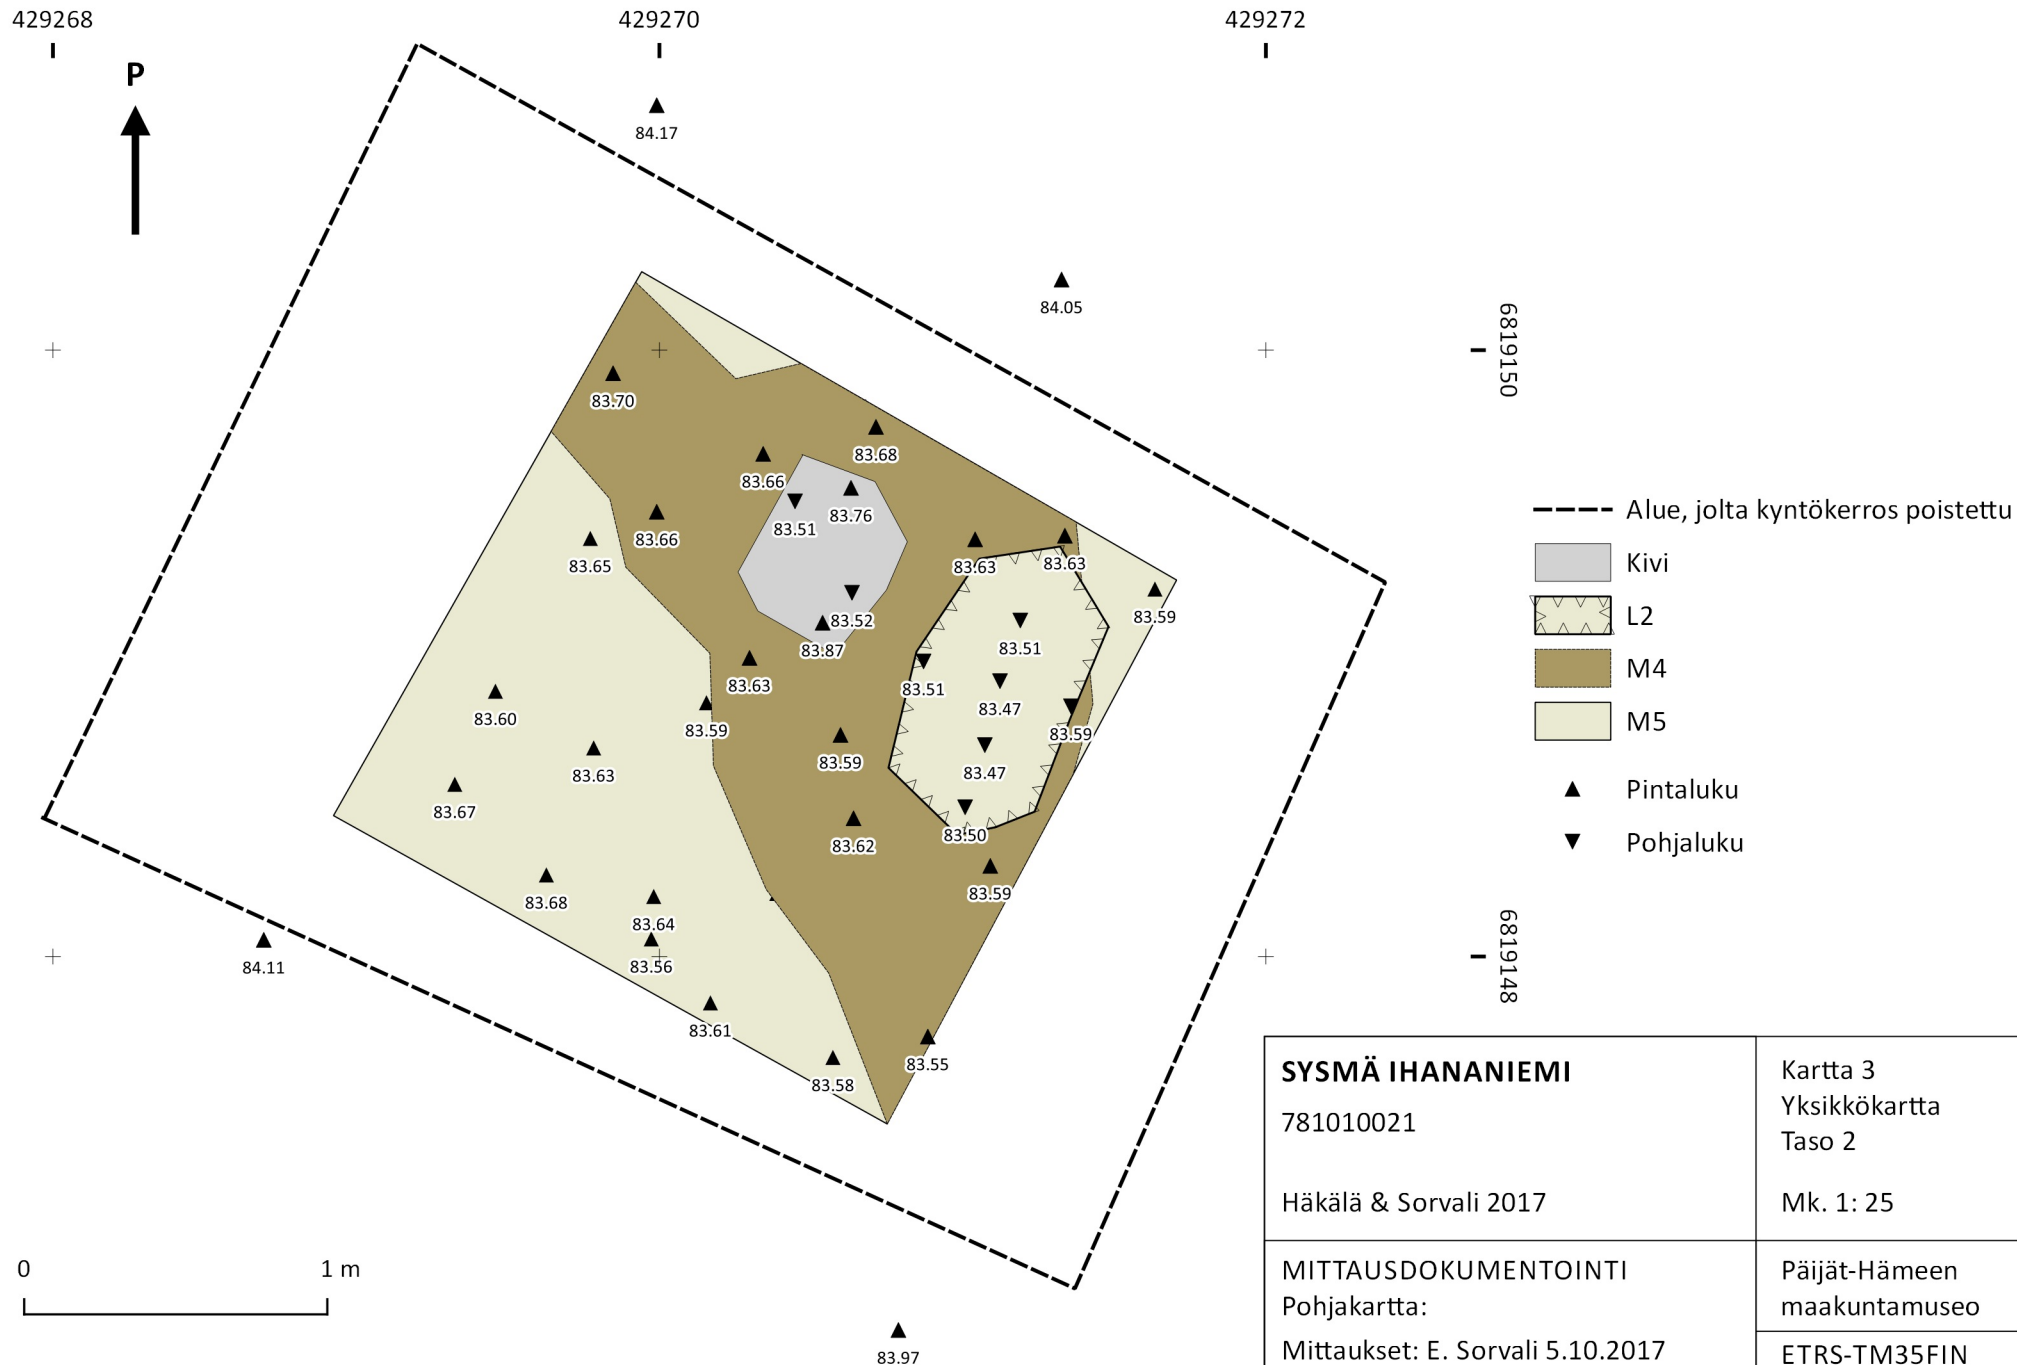 429268
429270
429272
P
84.17
84.05
6819150
83.70
83.68
83.66
83.76
83.51
83.66
83.65
83.63
83.63
83.59
83.52
83.87
83.51
83.63
83.51
83.47
83.60
83.59
83.59
83.59
83.63
83.47
83.67
83.62
83.50
83.68
83.59
83.64
84.11
83.56
6819148
83.61
83.55
83.58
83.97
Alue, jolta kyntökerros poistettu
Kivi
L2
M4
M5
Pintaluku
Pohjaluku
0 1 m
SYSMÄ IHANANIEMI
781010021
Häkälä & Sorvali 2017
Kartta 3
Yksikkökartta
Taso 2
Mk. 1: 25
MITTAUSDOKUMENTOINTI
Pohjakartta:
Mittaukset: E. Sorvali 5.10.2017
Päijät-Hämeen
maakuntamuseo
ETRS-TM35FIN